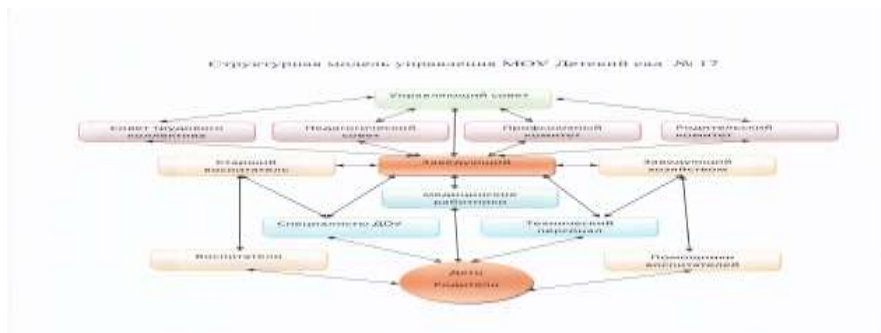 Структурная модель управления МОУ Детский сад № 17
Управляющий совет
Совет трудового
коллектива
Педагогический
совет
Профсоюзный
комитет
Родительский
комитет
Старший
воспитатель
Заведующий
Заведующий
хозяйством
медицинские
работники
Специалисты ДОУ
Технический
персонал
Воспитатели
Помощники
воспитателей
Дети
Родители